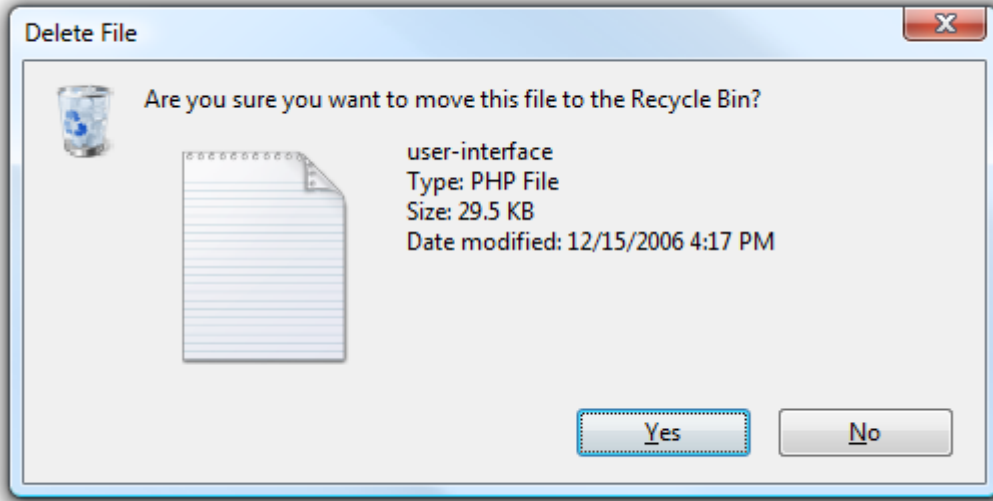 Delete File
Are you sure you want to move this file to the Recycle Bin?
user-interface
Type: PHP File
Size: 29.5 KB
Date modified: 12/15/2006 4:17 PM
Yes
No